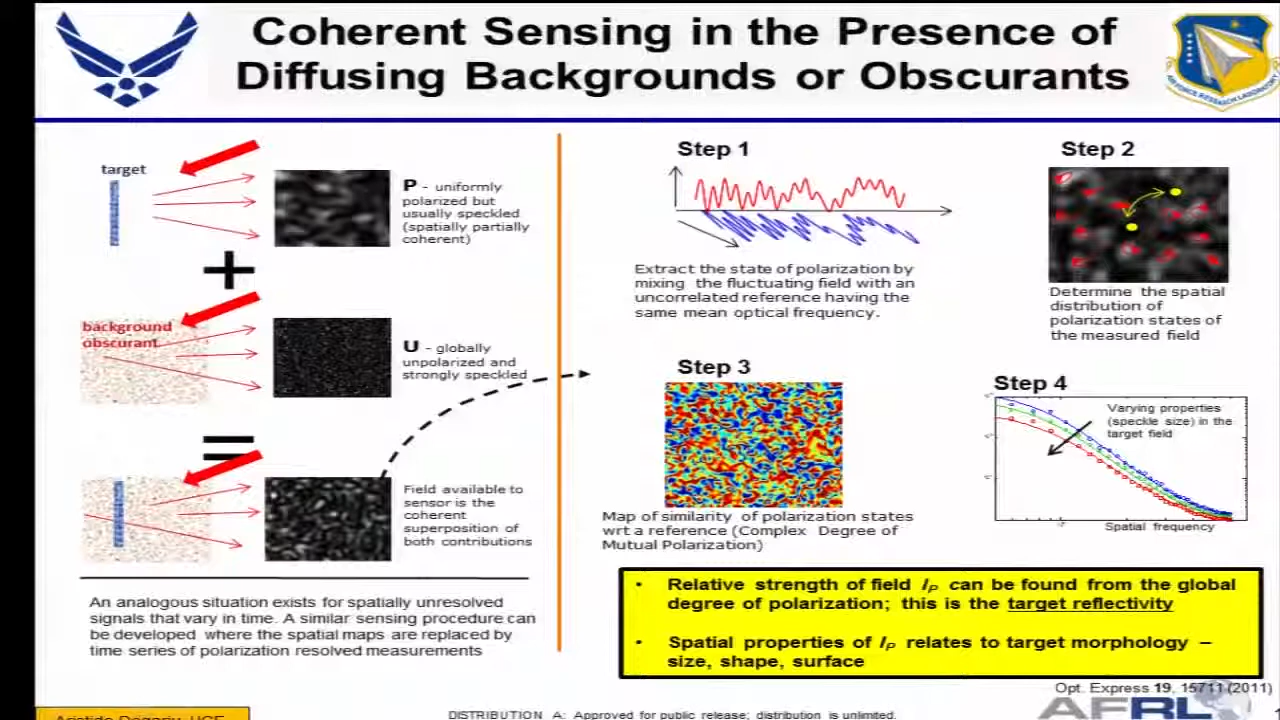 Coherent Sensing in the Presence of
Diffusing Backgrounds or Obscurants
AIR FORCE RESEARCH LABORATORY
target
P - uniformly
polarized but
usually speckled
(spatially partially
coherent)
+
background
obscurant
U - globally
unpolarized and
strongly speckled
=
Field available to
sensor is the
coherent
superposition of
both contributions
An analogous situation exists for spatially unresolved
signals that vary in time. A similar sensing procedure can
be developed where the spatial maps are replaced by
time series of polarization resolved measurements
Step 1
Extract the state of polarization by
mixing the fluctuating field with an
uncorrelated reference having the
same mean optical frequency.
Step 2
Determine the spatial
distribution of
polarization states of
the measured field
Step 3
Map of similarity of polarization states
wrt a reference (Complex Degree of
Mutual Polarization)
Step 4
Varying properties
(speckle size) in the
target field
Spatial frequency
• Relative strength of field IP can be found from the global
degree of polarization; this is the target reflectivity
• Spatial properties of IP relates to target morphology –
size, shape, surface
Opt. Express 19, 15711 (2011)
AFRL
DISTRIBUTION A: Approved for public release; distribution is unlimited.